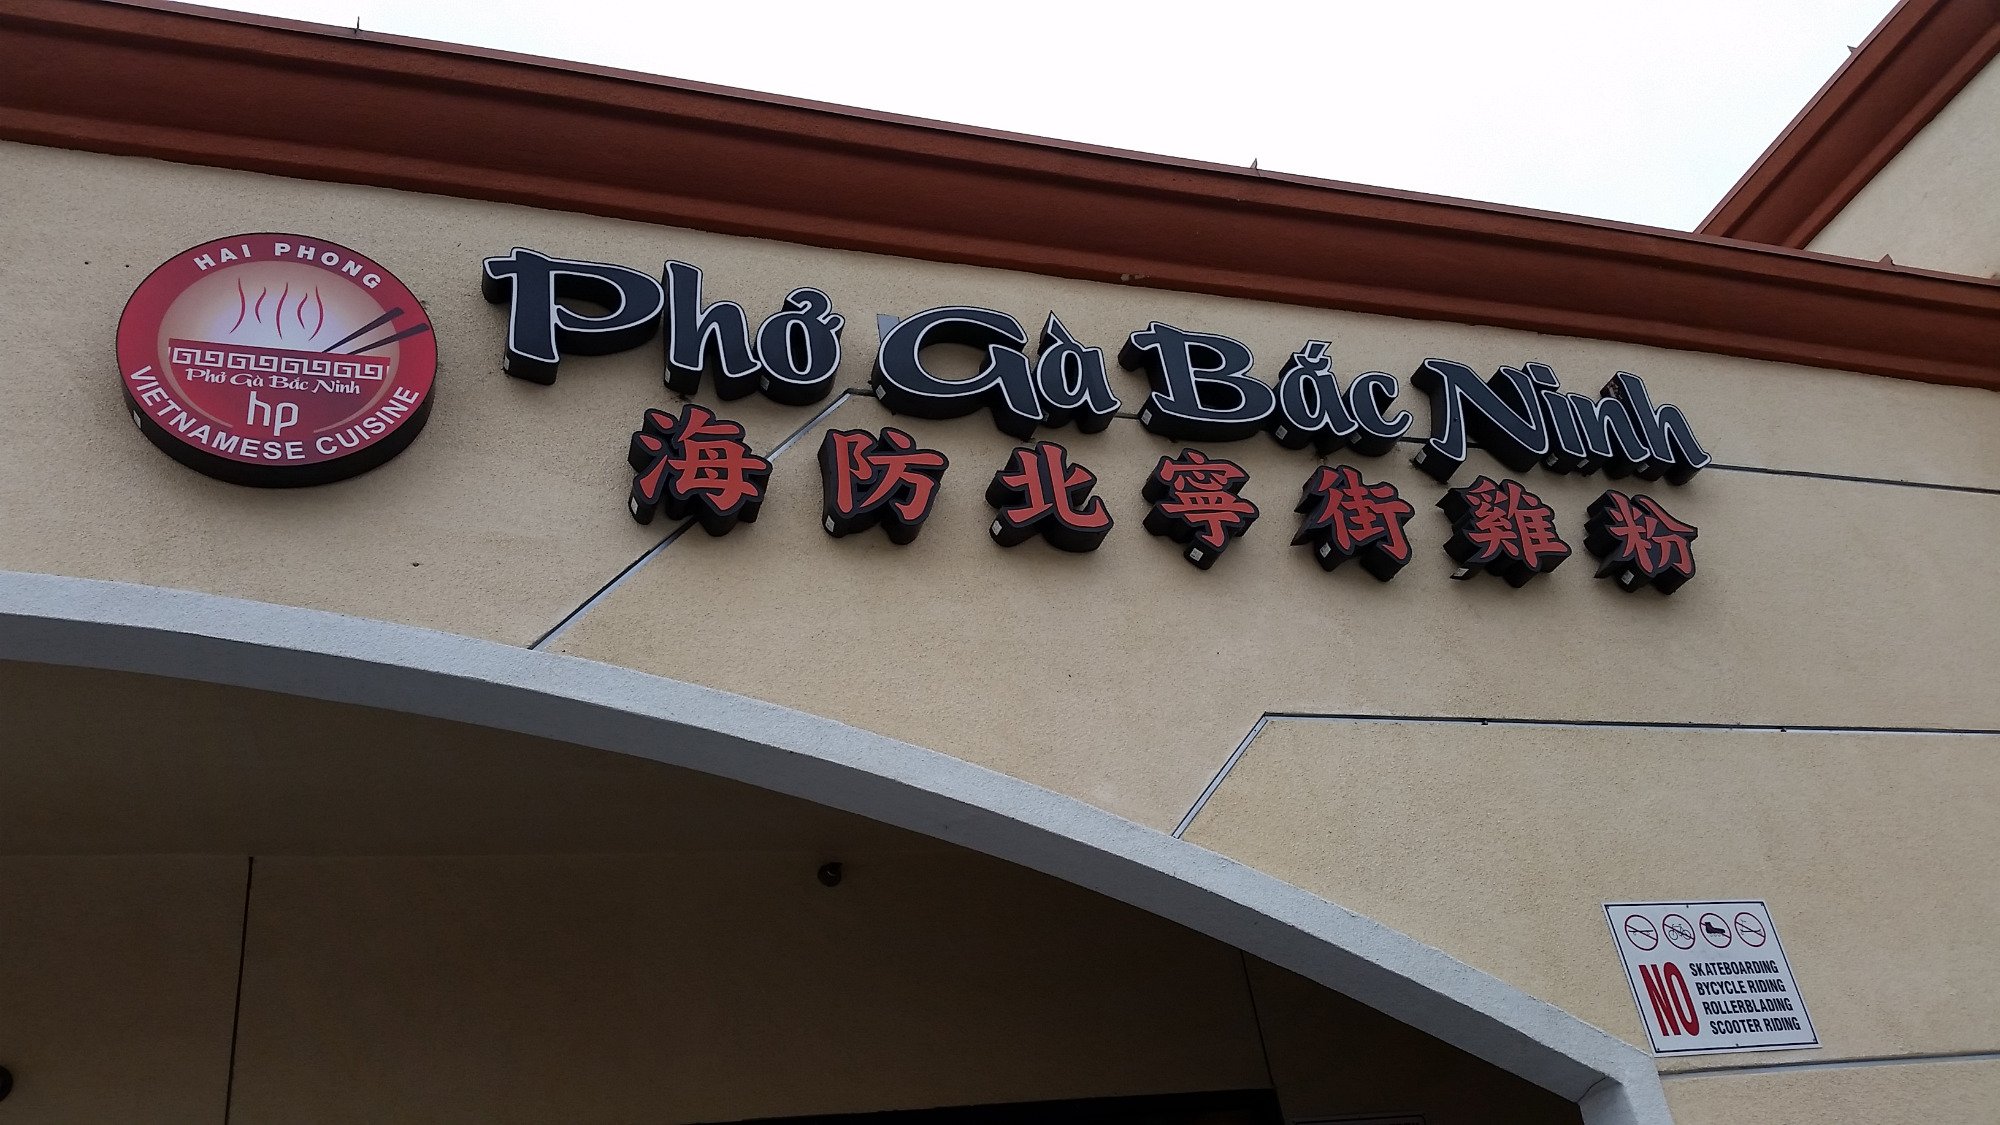 HAI PHONG
Phở Gà Bắc Ninh
hp
VIETNAMESE CUISINE
Phở Gà Bắc Ninh
海防北寧街雞粉
NO
SKATEBOARDING
BYCYCLE RIDING
ROLLERBLADING
SCOOTER RIDING